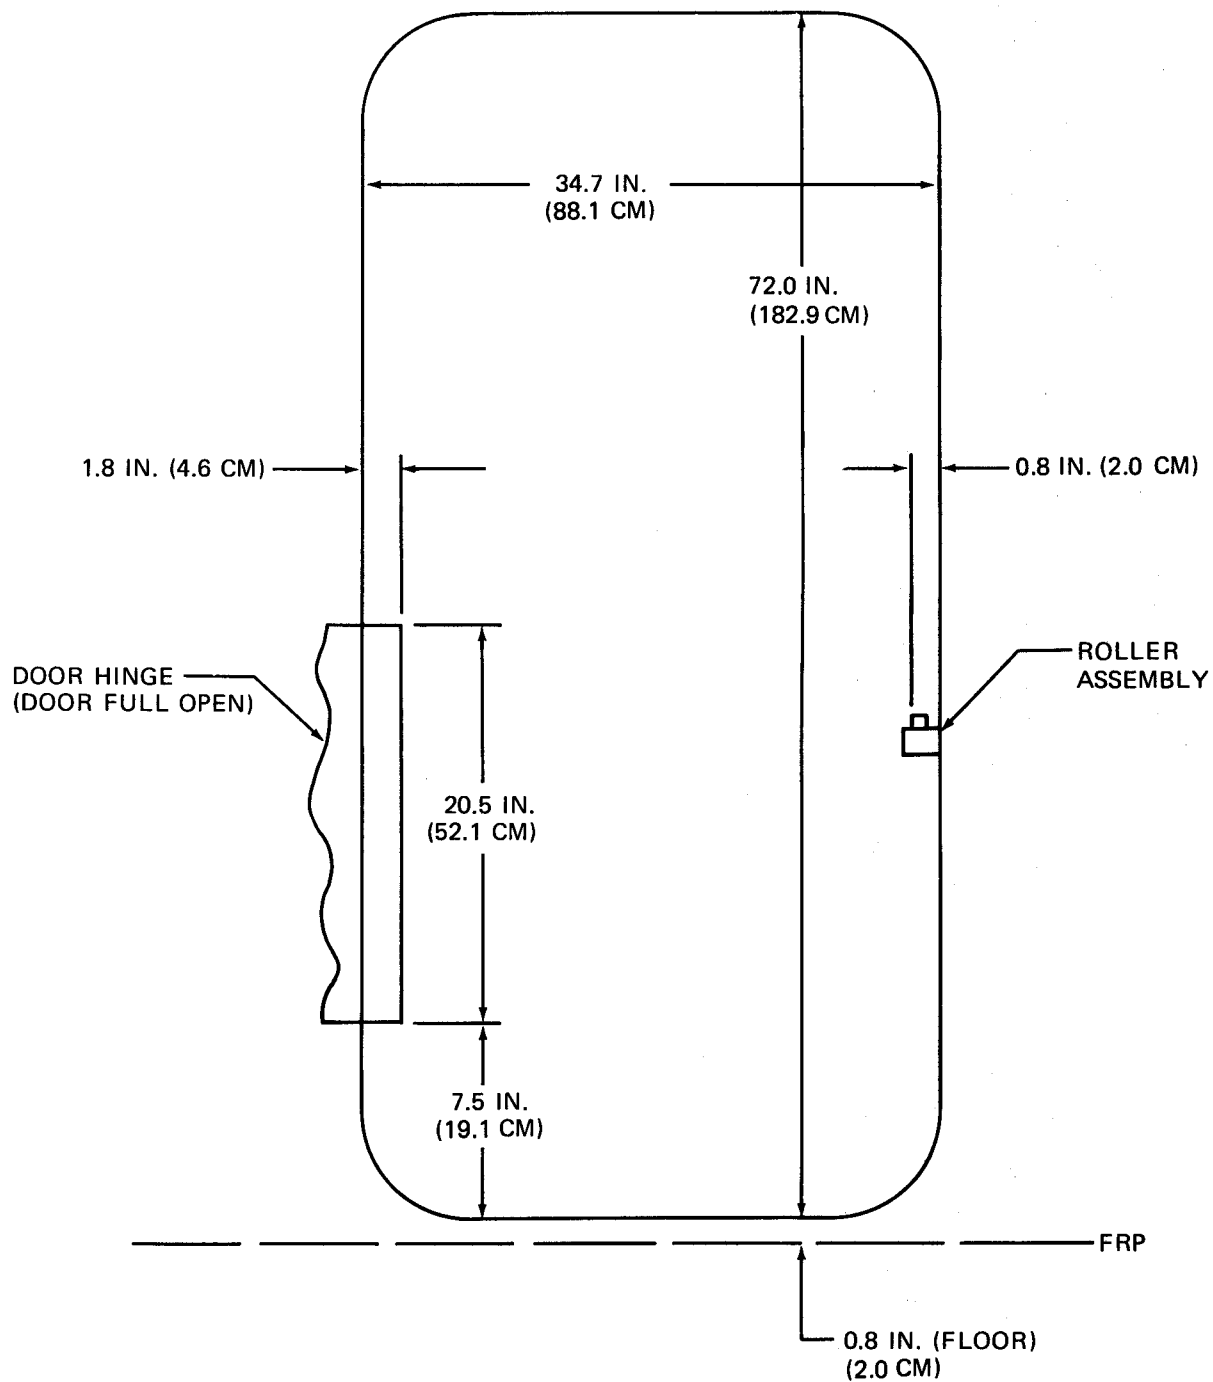 34.7 IN.
(88.1 CM)
72.0 IN.
(182.9 CM)
1.8 IN. (4.6 CM)
0.8 IN. (2.0 CM)
DOOR HINGE
(DOOR FULL OPEN)
ROLLER
ASSEMBLY
20.5 IN.
(52.1 CM)
7.5 IN.
(19.1 CM)
FRP
0.8 IN. (FLOOR)
(2.0 CM)